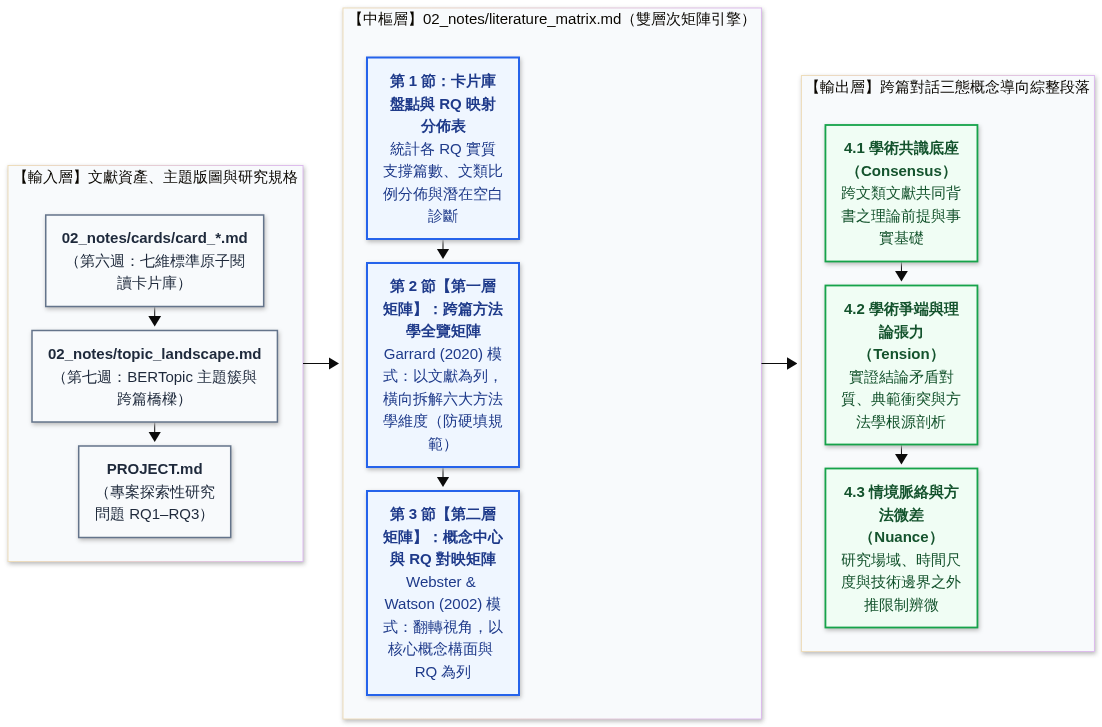 【輸入層】文獻資產、主題版圖與研究規格
02_notes/cards/card_*.md
（第六週：七維標準原子閱
讀卡片庫）
02_notes/topic_landscape.md
（第七週：BERTopic 主題簇與
跨篇橋樑）
PROJECT.md
（專案探索性研究
問題 RQ1–RQ3）
【中樞層】02_notes/literature_matrix.md（雙層次矩陣引擎）
第 1 節：卡片庫
盤點與 RQ 映射
分佈表
統計各 RQ 實質
支撐篇數、文類比
例分佈與潛在空白
診斷
第 2 節【第一層
矩陣】：跨篇方法
學全覽矩陣
Garrard (2020) 模
式：以文獻為列，
橫向拆解六大方法
學維度（防硬填規
範）
第 3 節【第二層
矩陣】：概念中心
與 RQ 對映矩陣
Webster &
Watson (2002) 模
式：翻轉視角，以
核心概念構面與
RQ 為列
【輸出層】跨篇對話三態概念導向綜整段落
4.1 學術共識底座
（Consensus）
跨文類文獻共同背
書之理論前提與事
實基礎
4.2 學術爭端與理
論張力
（Tension）
實證結論矛盾對
質、典範衝突與方
法學根源剖析
4.3 情境脈絡與方
法微差
（Nuance）
研究場域、時間尺
度與技術邊界之外
推限制辨微